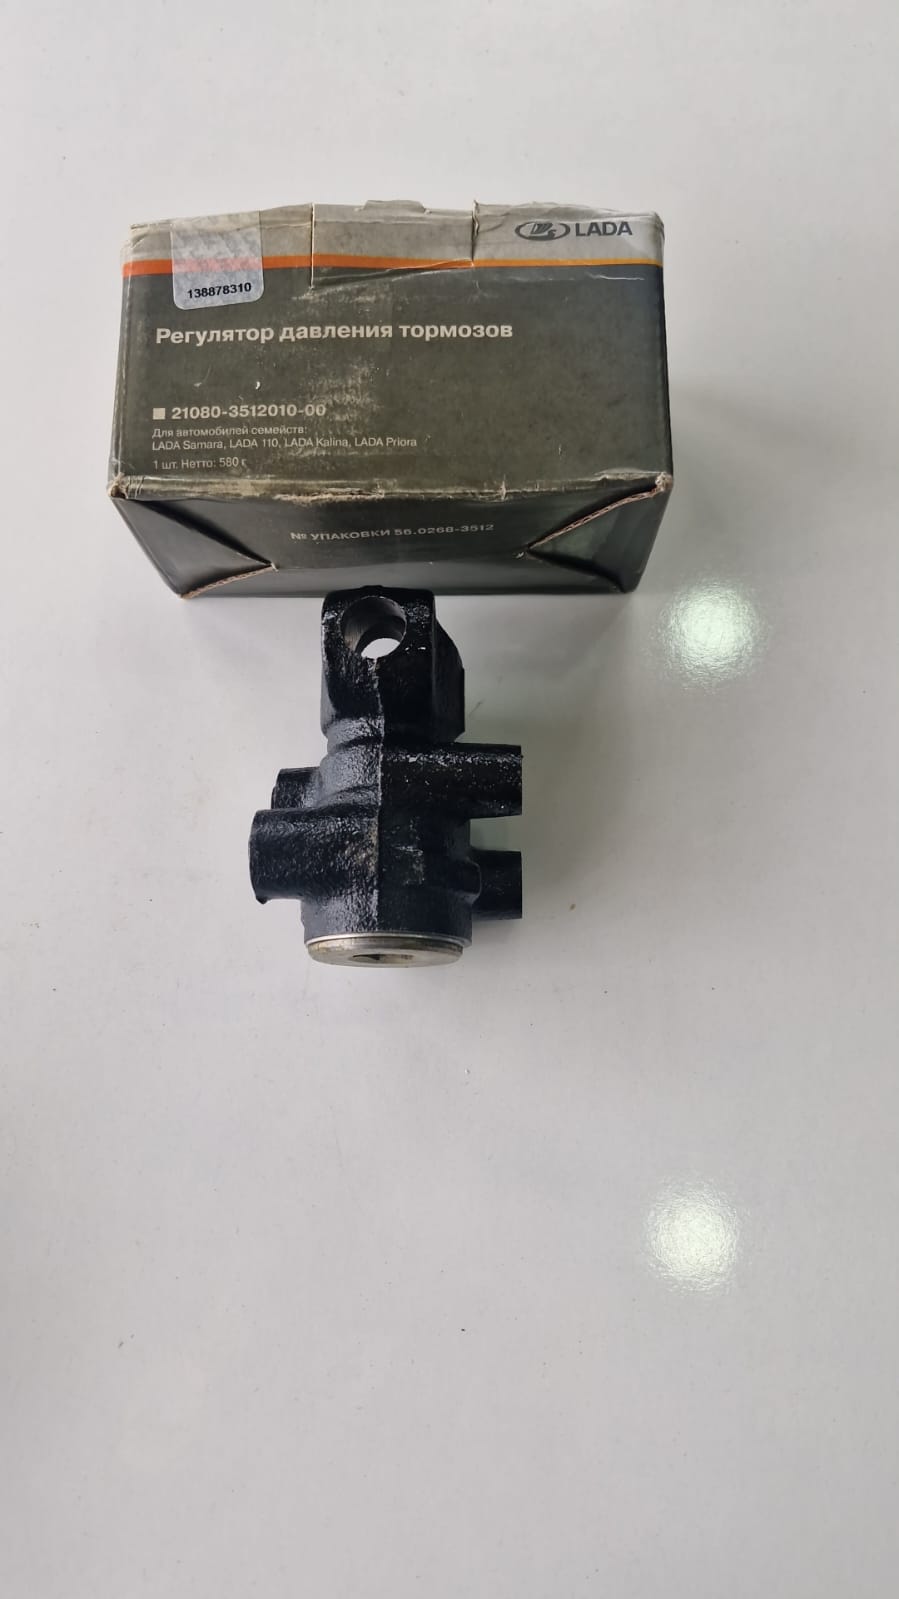 LADA
138878310
Регулятор давления тормозов
21080-3512010-00
Для автомобилей семейств:
LADA Samara, LADA 110, LADA Kalina, LADA Priora
1 шт. Нетто: 580 г
№ УПАКОВКИ 56.0268-3512